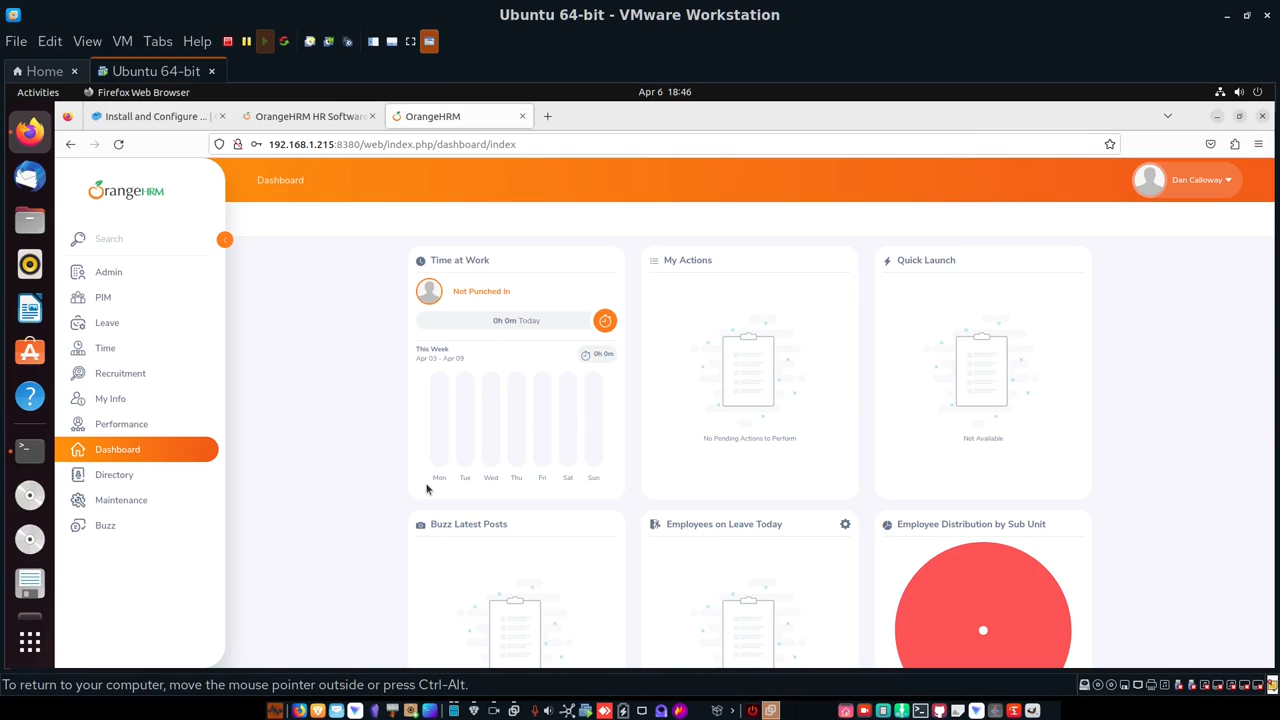 Ubuntu 64-bit - VMware Workstation
File Edit View VM Tabs Help
Home
Ubuntu 64-bit
Activities
Firefox Web Browser
Apr 6 18:46
Install and Configure ...
OrangeHRM HR Software
OrangeHRM
192.168.1.215:8380/web/index.php/dashboard/index
OrangeHRM
Dashboard
Dan Calloway
Search
Admin
PIM
Leave
Time
Recruitment
My Info
Performance
Dashboard
Directory
Maintenance
Buzz
Time at Work
Not Punched In
0h 0m Today
This Week
Apr 03 - Apr 09
0h 0m
Mon Tue Wed Thu Fri Sat Sun
My Actions
No Pending Actions to Perform
Quick Launch
Not Available
Buzz Latest Posts
Employees on Leave Today
Employee Distribution by Sub Unit
To return to your computer, move the mouse pointer outside or press Ctrl-Alt.